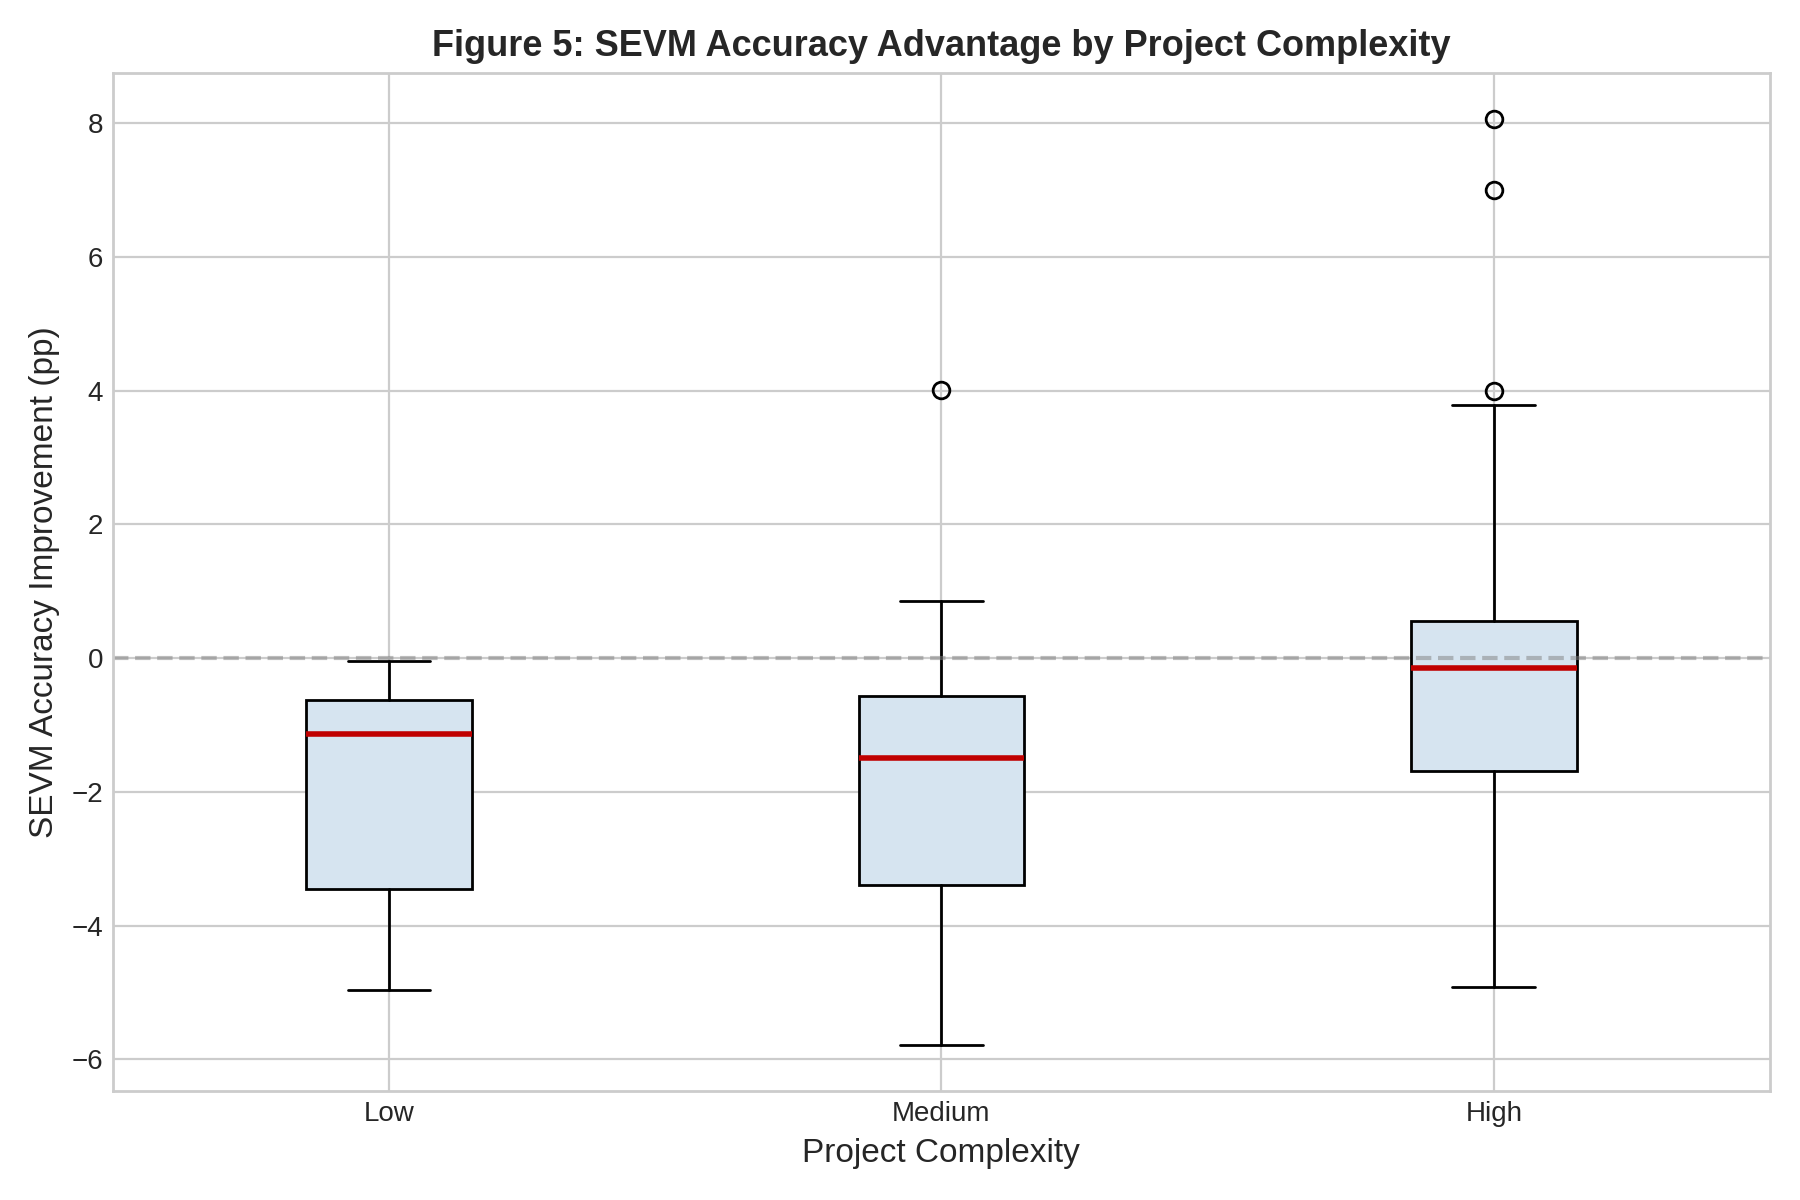 Figure 5: SEVM Accuracy Advantage by Project Complexity
SEVM Accuracy Improvement (pp)
8
6
4
2
0
−2
−4
−6
Low Medium High
Project Complexity